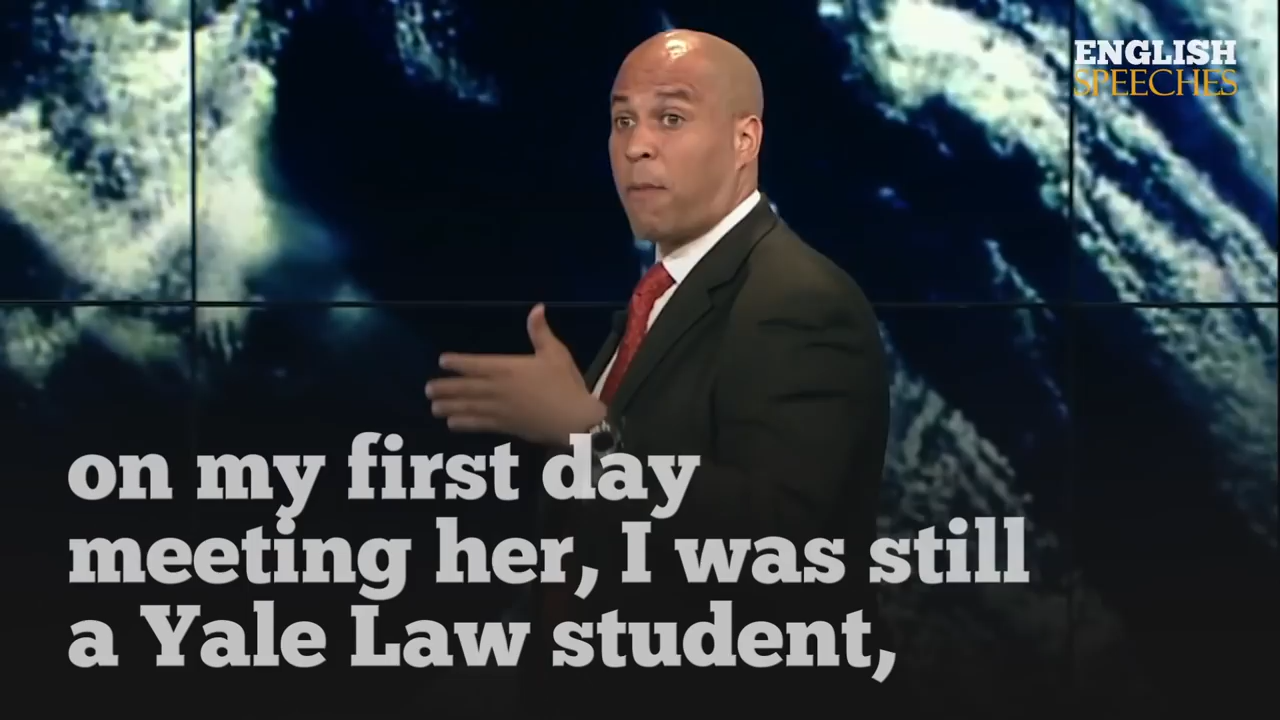 ENGLISH
SPEECHES
on my first day
meeting her, I was still
a Yale Law student,